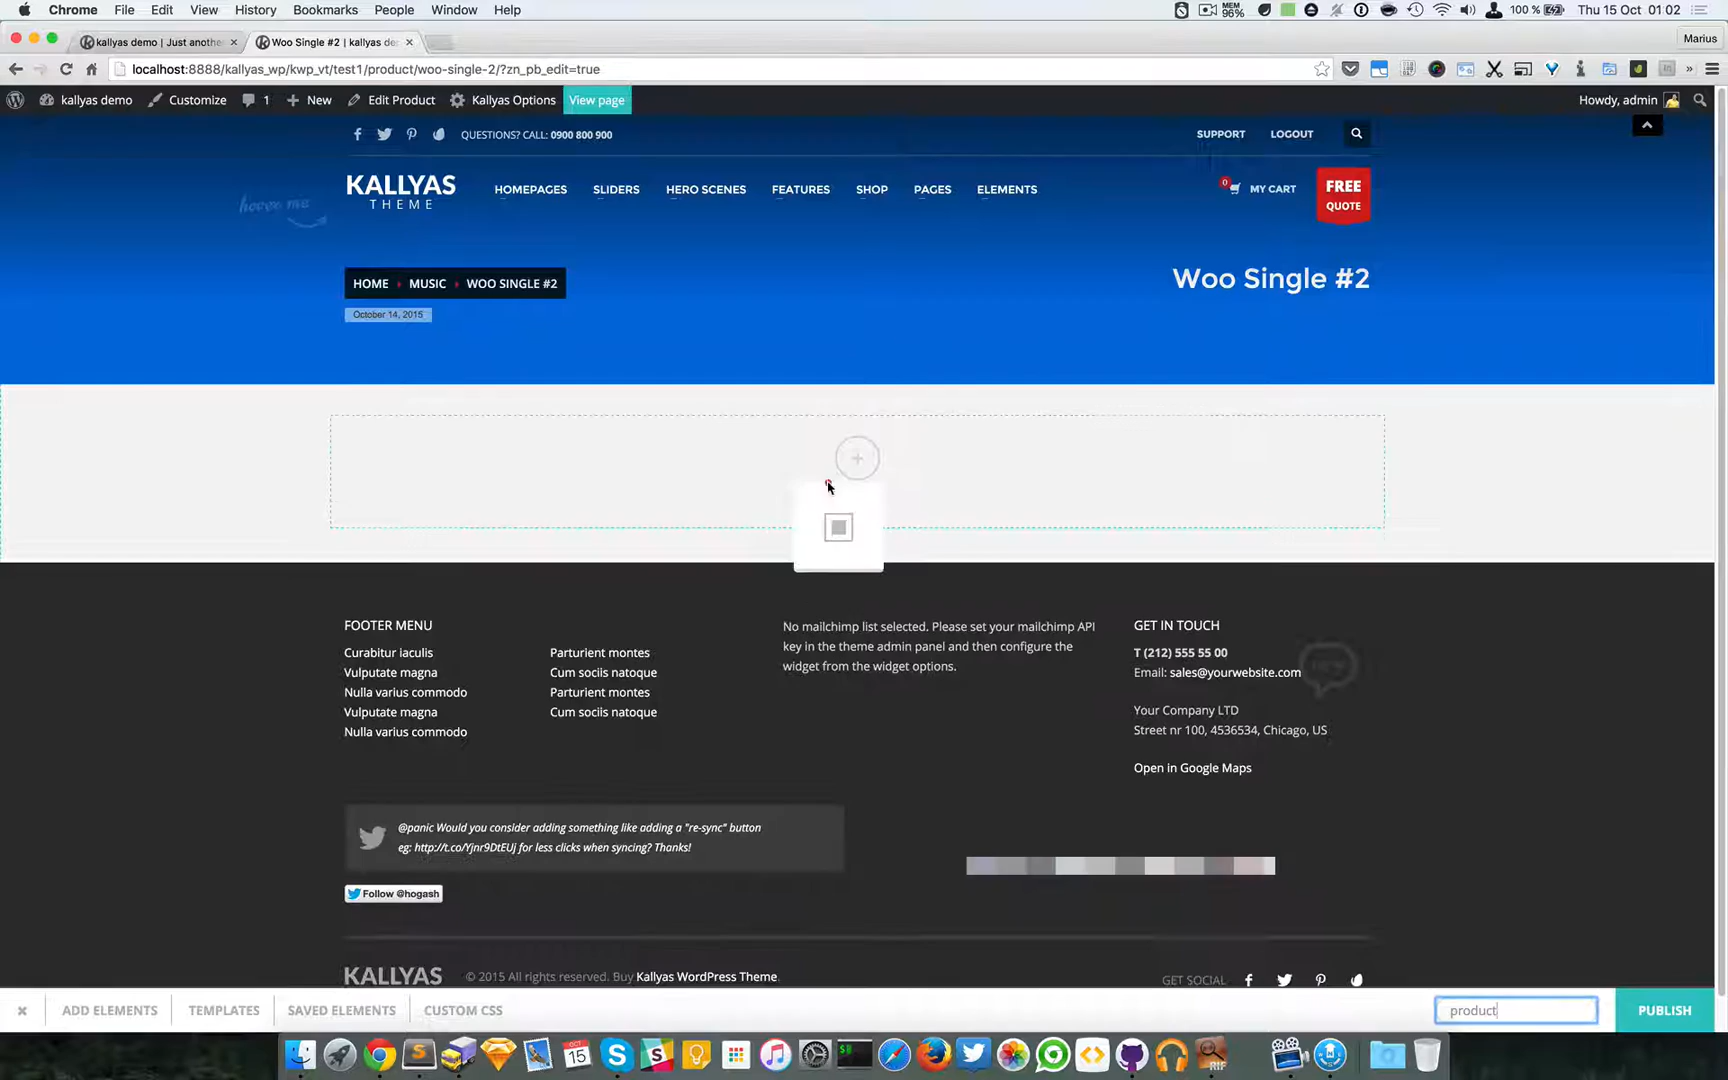 Chrome File Edit View History Bookmarks People Window Help MEM 96% 100 % Thu 15 Oct 01:02
kallyas demo | Just anothe Woo Single #2 | kallyas de Marius
localhost:8888/kallyas_wp/kwp_vt/test1/product/woo-single-2/?zn_pb_edit=true
kallyas demo Customize 1 New Edit Product Kallyas Options View page Howdy, admin
QUESTIONS? CALL: 0900 800 900 SUPPORT LOGOUT
KALLYAS THEME HOMEPAGES SLIDERS HERO SCENES FEATURES SHOP PAGES ELEMENTS 0 MY CART FREE QUOTE
hover me
HOME MUSIC WOO SINGLE #2 Woo Single #2
October 14, 2015
FOOTER MENU
Curabitur iaculis
Vulputate magna
Nulla varius commodo
Vulputate magna
Nulla varius commodo
Parturient montes
Cum sociis natoque
Parturient montes
Cum sociis natoque
No mailchimp list selected. Please set your mailchimp API
key in the theme admin panel and then configure the
widget from the widget options.
GET IN TOUCH
T (212) 555 55 00
Email: sales@yourwebsite.com
Your Company LTD
Street nr 100, 4536534, Chicago, US
Open in Google Maps
@panic Would you consider adding something like adding a "re-sync" button
eg: http://t.co/Yjnr9DtEUj for less clicks when syncing? Thanks!
Follow @hogash
KALLYAS © 2015 All rights reserved. Buy Kallyas WordPress Theme. GET SOCIAL
ADD ELEMENTS TEMPLATES SAVED ELEMENTS CUSTOM CSS product PUBLISH